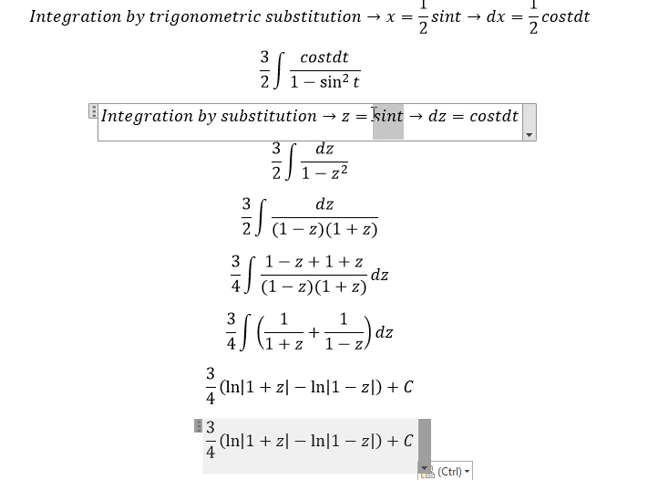 Integration by trigonometric substitution → x = 1/2 sint → dx = 1/2 costdt
3/2 ∫ costdt/(1 − sin² t)
Integration by substitution → z = sint → dz = costdt
3/2 ∫ dz/(1 − z²)
3/2 ∫ dz/((1 − z)(1 + z))
3/4 ∫ (1 − z + 1 + z)/((1 − z)(1 + z)) dz
3/4 ∫ (1/(1 + z) + 1/(1 − z)) dz
3/4 (ln|1 + z| − ln|1 − z|) + C
3/4 (ln|1 + z| − ln|1 − z|) + C
(Ctrl)